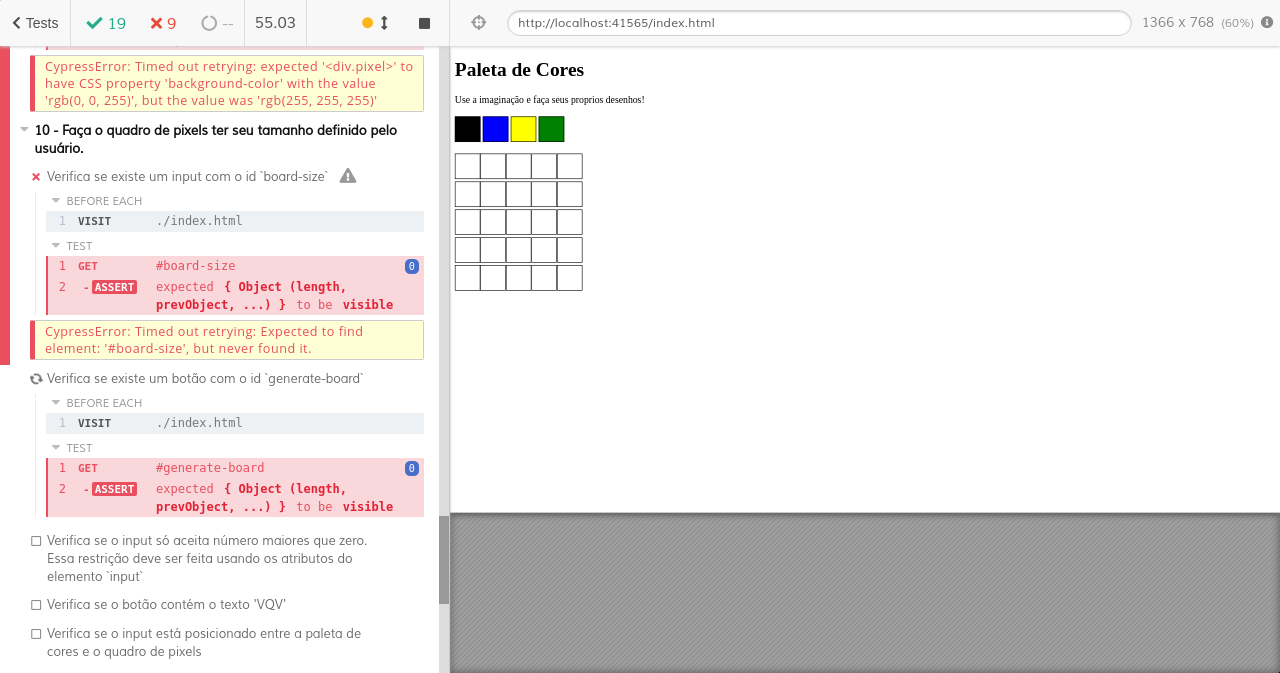 Tests
19
9
--
55.03
http://localhost:41565/index.html
1366 x 768 (60%)
CypressError: Timed out retrying: expected '<div.pixel>' to
have CSS property 'background-color' with the value
'rgb(0, 0, 255)', but the value was 'rgb(255, 255, 255)'
10 - Faça o quadro de pixels ter seu tamanho definido pelo
usuário.
Verifica se existe um input com o id `board-size`
BEFORE EACH
1 VISIT ./index.html
TEST
1 GET #board-size 0
2 -ASSERT expected { Object (length,
prevObject, ...) } to be visible
CypressError: Timed out retrying: Expected to find
element: '#board-size', but never found it.
Verifica se existe um botão com o id `generate-board`
BEFORE EACH
1 VISIT ./index.html
TEST
1 GET #generate-board 0
2 -ASSERT expected { Object (length,
prevObject, ...) } to be visible
Verifica se o input só aceita número maiores que zero.
Essa restrição deve ser feita usando os atributos do
elemento `input`
Verifica se o botão contém o texto 'VQV'
Verifica se o input está posicionado entre a paleta de
cores e o quadro de pixels
Paleta de Cores
Use a imaginação e faça seus proprios desenhos!